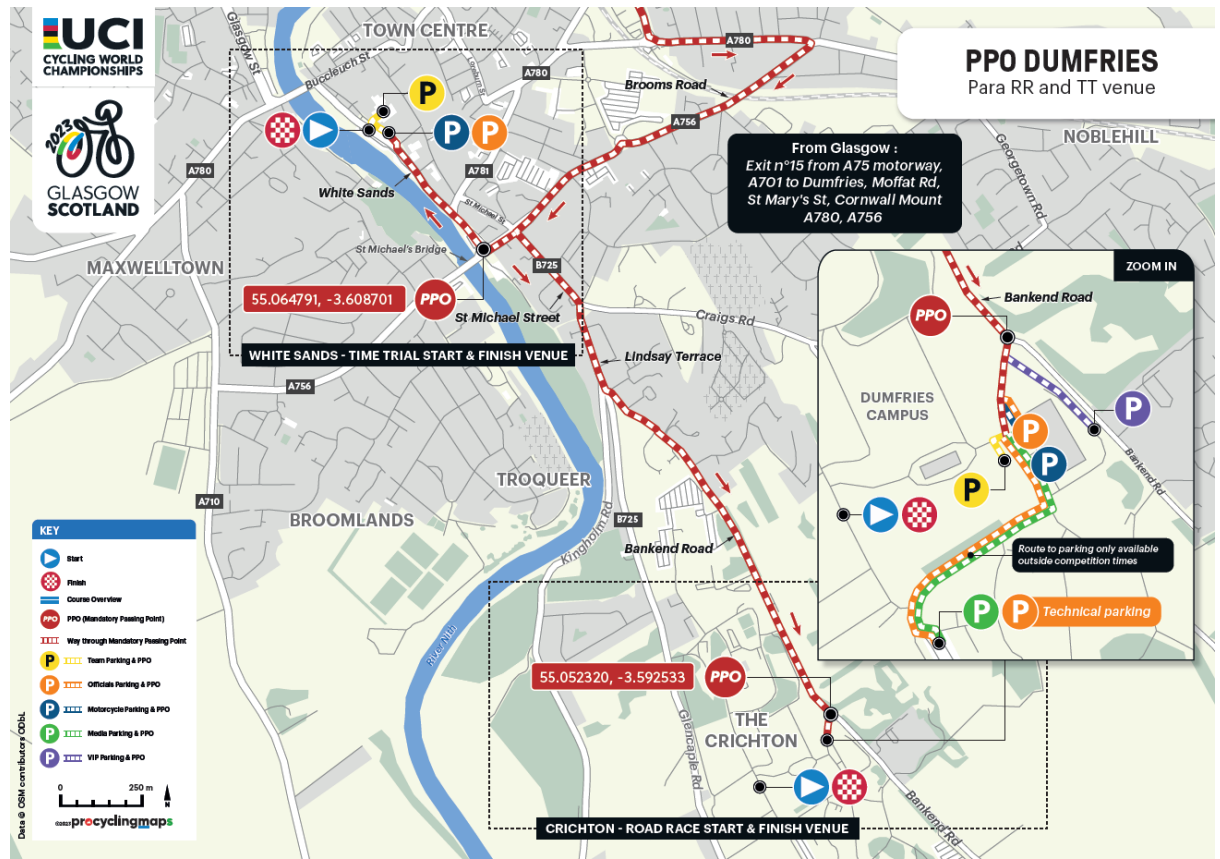 UCI
CYCLING WORLD
CHAMPIONSHIPS
2023
GLASGOW
SCOTLAND
PPO DUMFRIES
Para RR and TT venue
From Glasgow :
Exit n°15 from A75 motorway,
A701 to Dumfries, Moffat Rd,
St Mary's St, Cornwall Mount
A780, A756
TOWN CENTRE
Glasgow St
Buccleuch St
A780
A780
Brooms Road
A756
NOBLEHILL
Georgetown Rd
P
P
P
A780
A781
White Sands
St Michael St
St Michael's Bridge
MAXWELLTOWN
B725
55.064791, -3.608701
PPO
St Michael Street
Craigs Rd
WHITE SANDS - TIME TRIAL START & FINISH VENUE
Lindsay Terrace
A756
TROQUEER
A710
BROOMLANDS
B725
Kingholm Rd
Bankend Road
River Nith
55.052320, -3.592533
PPO
THE
CRICHTON
Glencaple Rd
Bankend Rd
CRICHTON - ROAD RACE START & FINISH VENUE
ZOOM IN
Bankend Road
PPO
DUMFRIES
CAMPUS
P
P
P
P
Bankend Rd
Route to parking only available
outside competition times
P
P Technical parking
KEY
Start
Finish
Course Overview
PPO PPO (Mandatory Passing Point)
Way through Mandatory Passing Point
P Team Parking & PPO
P Officials Parking & PPO
P Motorcycle Parking & PPO
P Media Parking & PPO
P VIP Parking & PPO
0 250 m
N
©2023 procyclingmaps
Data © OSM contributors ODbL